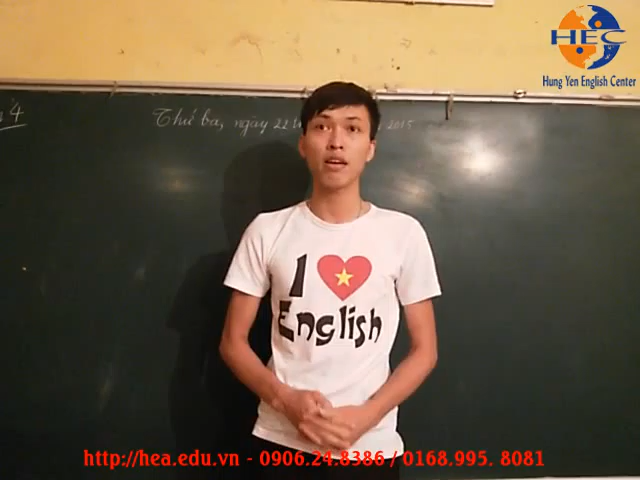 HEC
Hung Yen English Center
4
Thứ ba, ngày 22 2015
I
English
http://hea.edu.vn - 0906.24.8386 / 0168.995. 8081